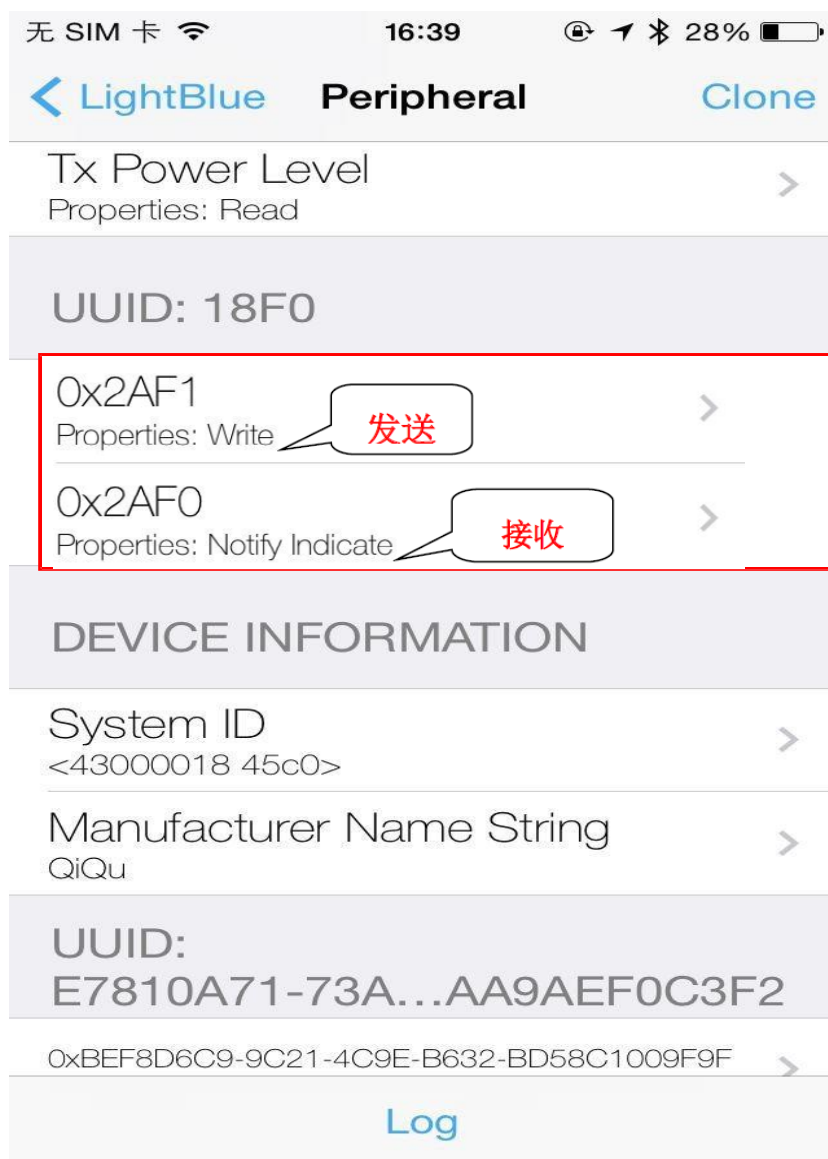 无 SIM 卡 16:39 28%
LightBlue Peripheral Clone
Tx Power Level
Properties: Read
UUID: 18F0
0x2AF1
Properties: Write
发送
0x2AF0
Properties: Notify Indicate
接收
DEVICE INFORMATION
System ID
<43000018 45c0>
Manufacturer Name String
QiQu
UUID:
E7810A71-73A...AA9AEF0C3F2
0xBEF8D6C9-9C21-4C9E-B632-BD58C1009F9F
Log